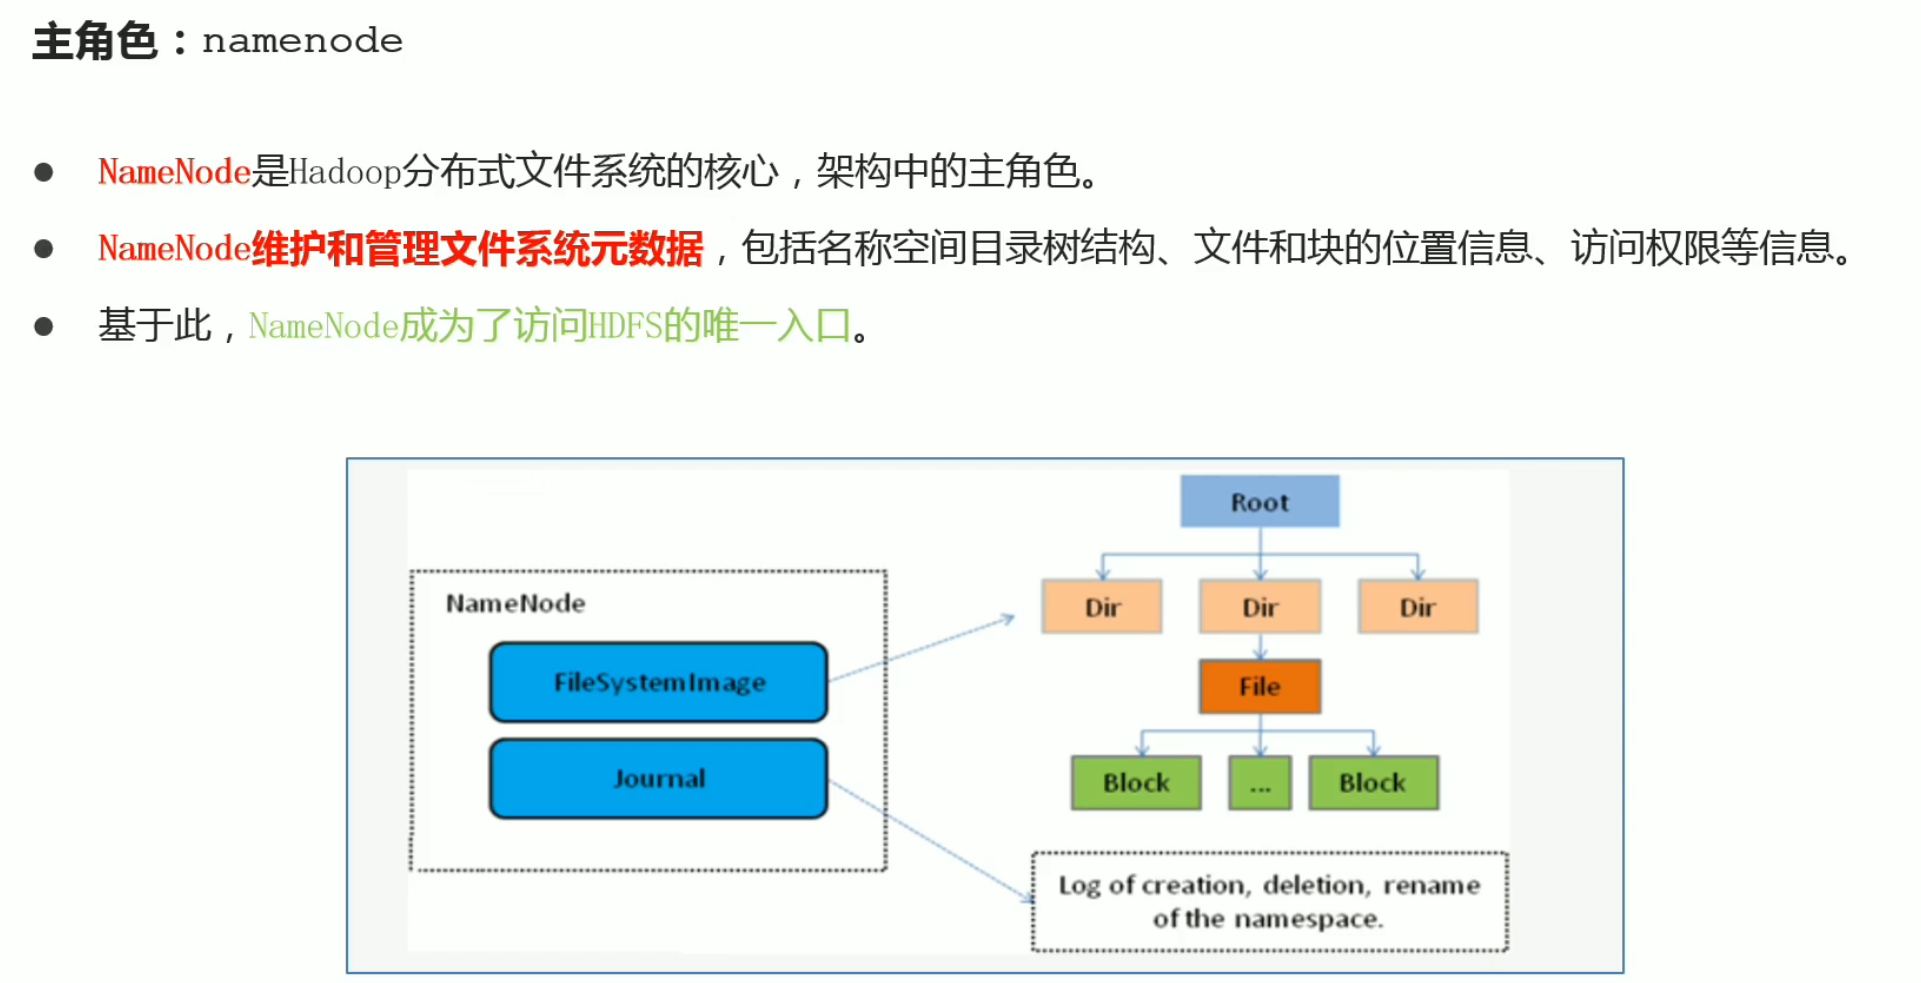 主角色：namenode
● NameNode是Hadoop分布式文件系统的核心，架构中的主角色。
● NameNode维护和管理文件系统元数据，包括名称空间目录树结构、文件和块的位置信息、访问权限等信息。
● 基于此，NameNode成为了访问HDFS的唯一入口。
NameNode
FileSystemImage
Journal
Root
Dir Dir Dir
File
Block ... Block
Log of creation, deletion, rename
of the namespace.